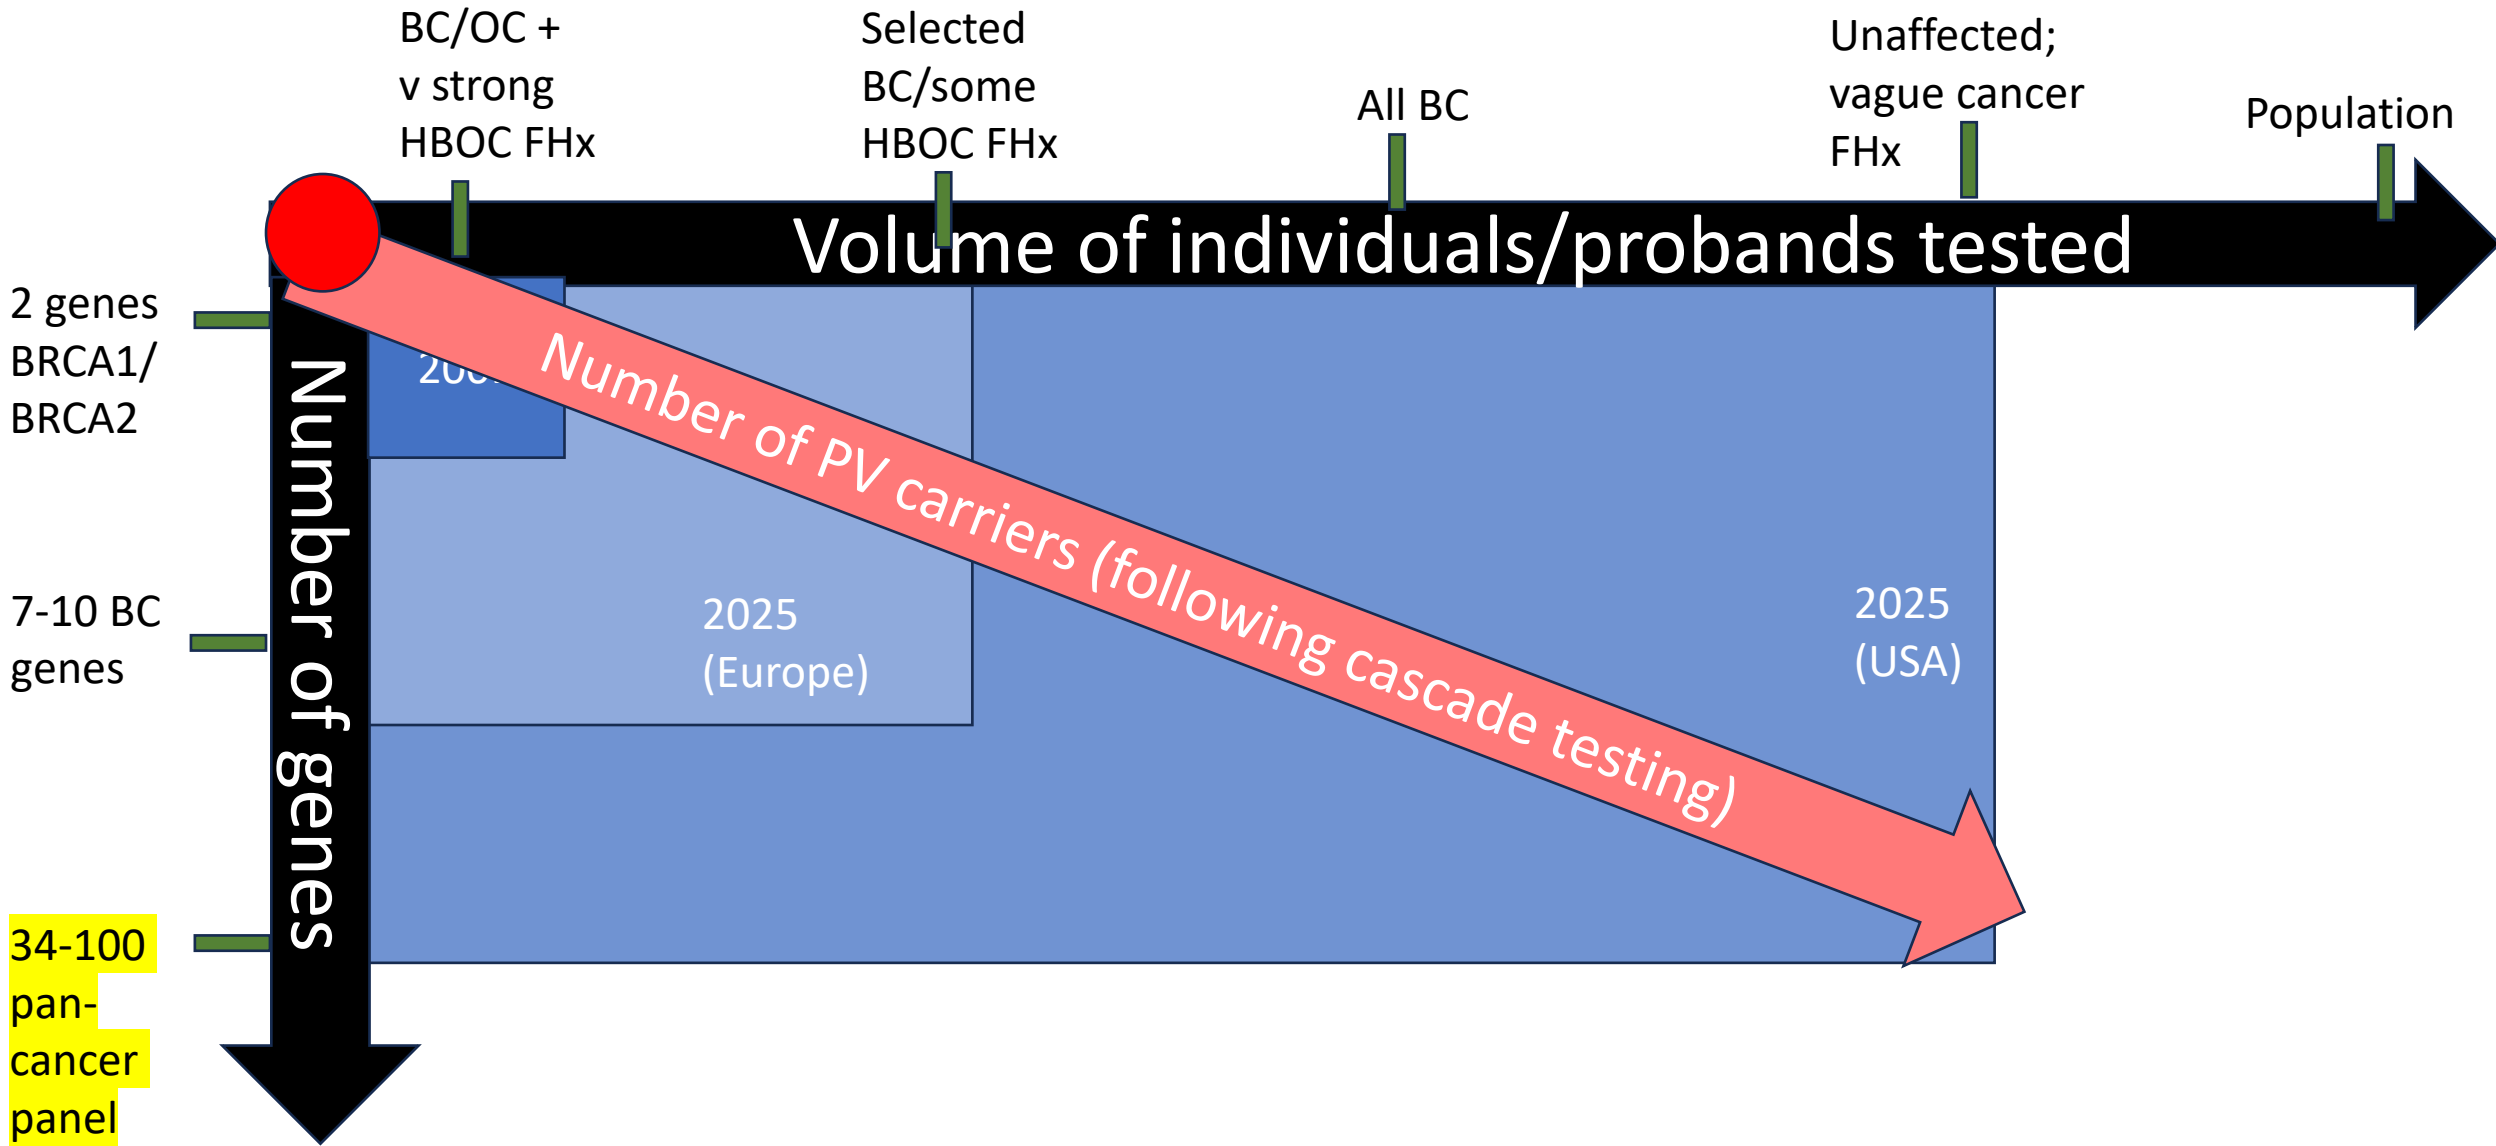 BC/OC +
v strong
HBOC FHx
Selected
BC/some
HBOC FHx
All BC
Unaffected;
vague cancer
FHx
Population
Volume of individuals/probands tested
2 genes
BRCA1/
BRCA2
7-10 BC
genes
34-100
pan-
cancer
panel
Number of genes
Number of PV carriers (following cascade testing)
2025
(Europe)
2025
(USA)